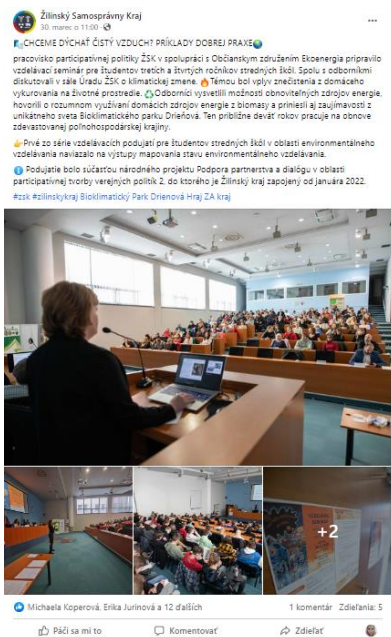 Žilinský Samosprávny Kraj
30. marec o 11:00 ·
CHCEME DÝCHAŤ ČISTÝ VZDUCH? PRÍKLADY DOBREJ PRAXE
pracovisko participatívnej politiky ŽSK v spolupráci s Občianskym združením Ekoenergia pripravilo
vzdelávací seminár pre študentov tretích a štvrtých ročníkov stredných škôl. Spolu s odborníkmi
diskutovali v sále Úradu ŽSK o klimatickej zmene. Témou bol vplyv znečistenia z domáceho
vykurovania na životné prostredie. Odborníci vysvetlili možnosti obnoviteľných zdrojov energie,
hovorili o rozumnom využívaní domácich zdrojov energie z biomasy a priniesli aj zaujímavosti z
unikátneho sveta Bioklimatického parku Drieňová. Ten približne deväť rokov pracuje na obnove
zdevastovanej poľnohospodárskej krajiny.
Prvé zo série vzdelávacích podujatí pre študentov stredných škôl v oblasti environmentálneho
vzdelávania naviazalo na výstupy mapovania stavu environmentálneho vzdelávania.
Podujatie bolo súčasťou národného projektu Podpora partnerstva a dialógu v oblasti
participatívnej tvorby verejných politík 2, do ktorého je Žilinský kraj zapojený od januára 2022.
#zsk #zilinskykraj Bioklimatický Park Drienová Hraj ZA kraj
+2
Michaela Koperová, Erika Jurinová a 12 ďalších
1 komentár Zdieľania: 5
Páči sa mi to
Komentovať
Zdieľať